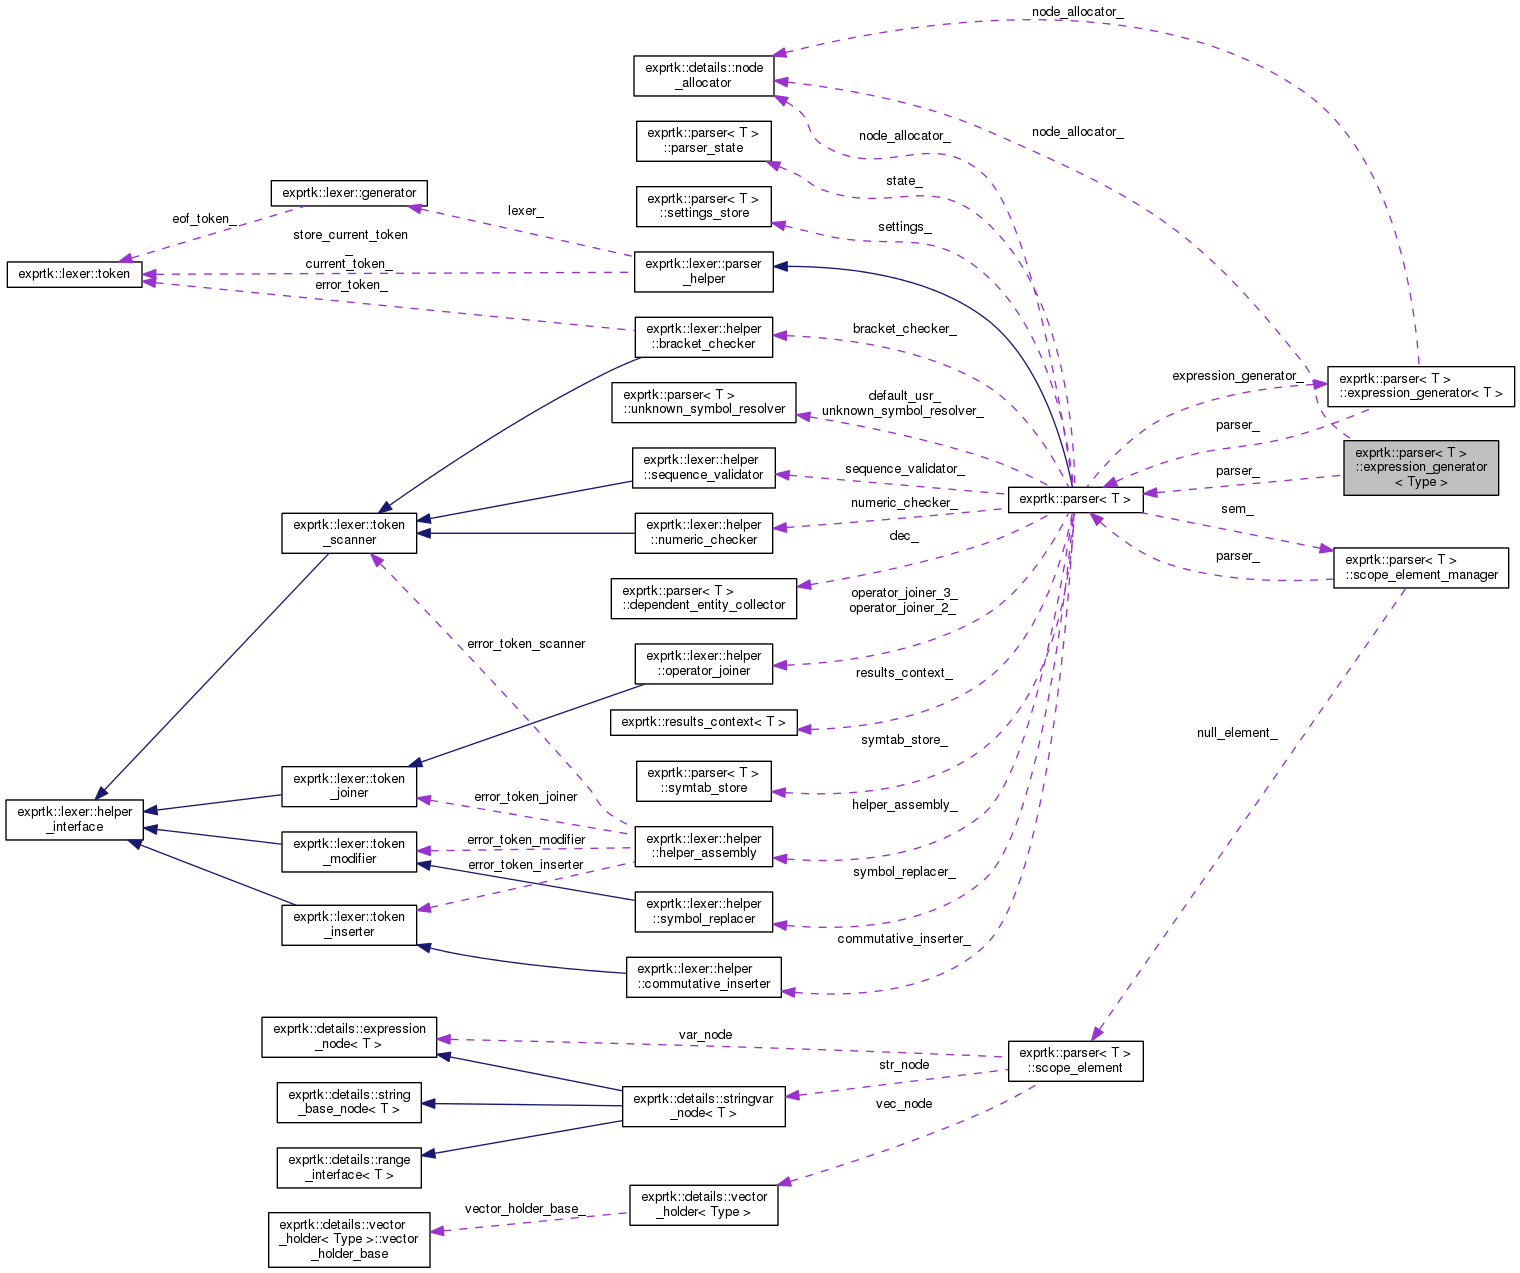 node_allocator_
exprtk::details::node
_allocator
exprtk::parser< T >
::parser_state
node_allocator_
node_allocator_
exprtk::lexer::generator
state_
exprtk::parser< T >
::settings_store
lexer_
eof_token_
settings_
store_current_token
_
current_token_
exprtk::lexer::token
exprtk::lexer::parser
_helper
error_token_
exprtk::lexer::helper
::bracket_checker
bracket_checker_
exprtk::parser< T >
::unknown_symbol_resolver
default_usr_
unknown_symbol_resolver_
expression_generator_
exprtk::parser< T >
::expression_generator< T >
parser_
exprtk::parser< T >
::expression_generator
< Type >
exprtk::lexer::helper
::sequence_validator
sequence_validator_
parser_
exprtk::parser< T >
numeric_checker_
sem_
exprtk::lexer::token
_scanner
exprtk::lexer::helper
::numeric_checker
dec_
parser_
exprtk::parser< T >
::scope_element_manager
exprtk::parser< T >
::dependent_entity_collector
operator_joiner_3_
operator_joiner_2_
error_token_scanner
exprtk::lexer::helper
::operator_joiner
results_context_
exprtk::results_context< T >
null_element_
symtab_store_
exprtk::parser< T >
::symtab_store
exprtk::lexer::token
_joiner
error_token_joiner
exprtk::lexer::helper
_interface
helper_assembly_
exprtk::lexer::token
_modifier
error_token_modifier
exprtk::lexer::helper
::helper_assembly
error_token_inserter
symbol_replacer_
exprtk::lexer::helper
::symbol_replacer
exprtk::lexer::token
_inserter
commutative_inserter_
exprtk::lexer::helper
::commutative_inserter
exprtk::details::expression
_node< T >
var_node
exprtk::parser< T >
::scope_element
str_node
exprtk::details::string
_base_node< T >
exprtk::details::stringvar
_node< T >
vec_node
exprtk::details::range
_interface< T >
exprtk::details::vector
_holder< Type >
vector_holder_base_
exprtk::details::vector
_holder< Type >::vector
_holder_base